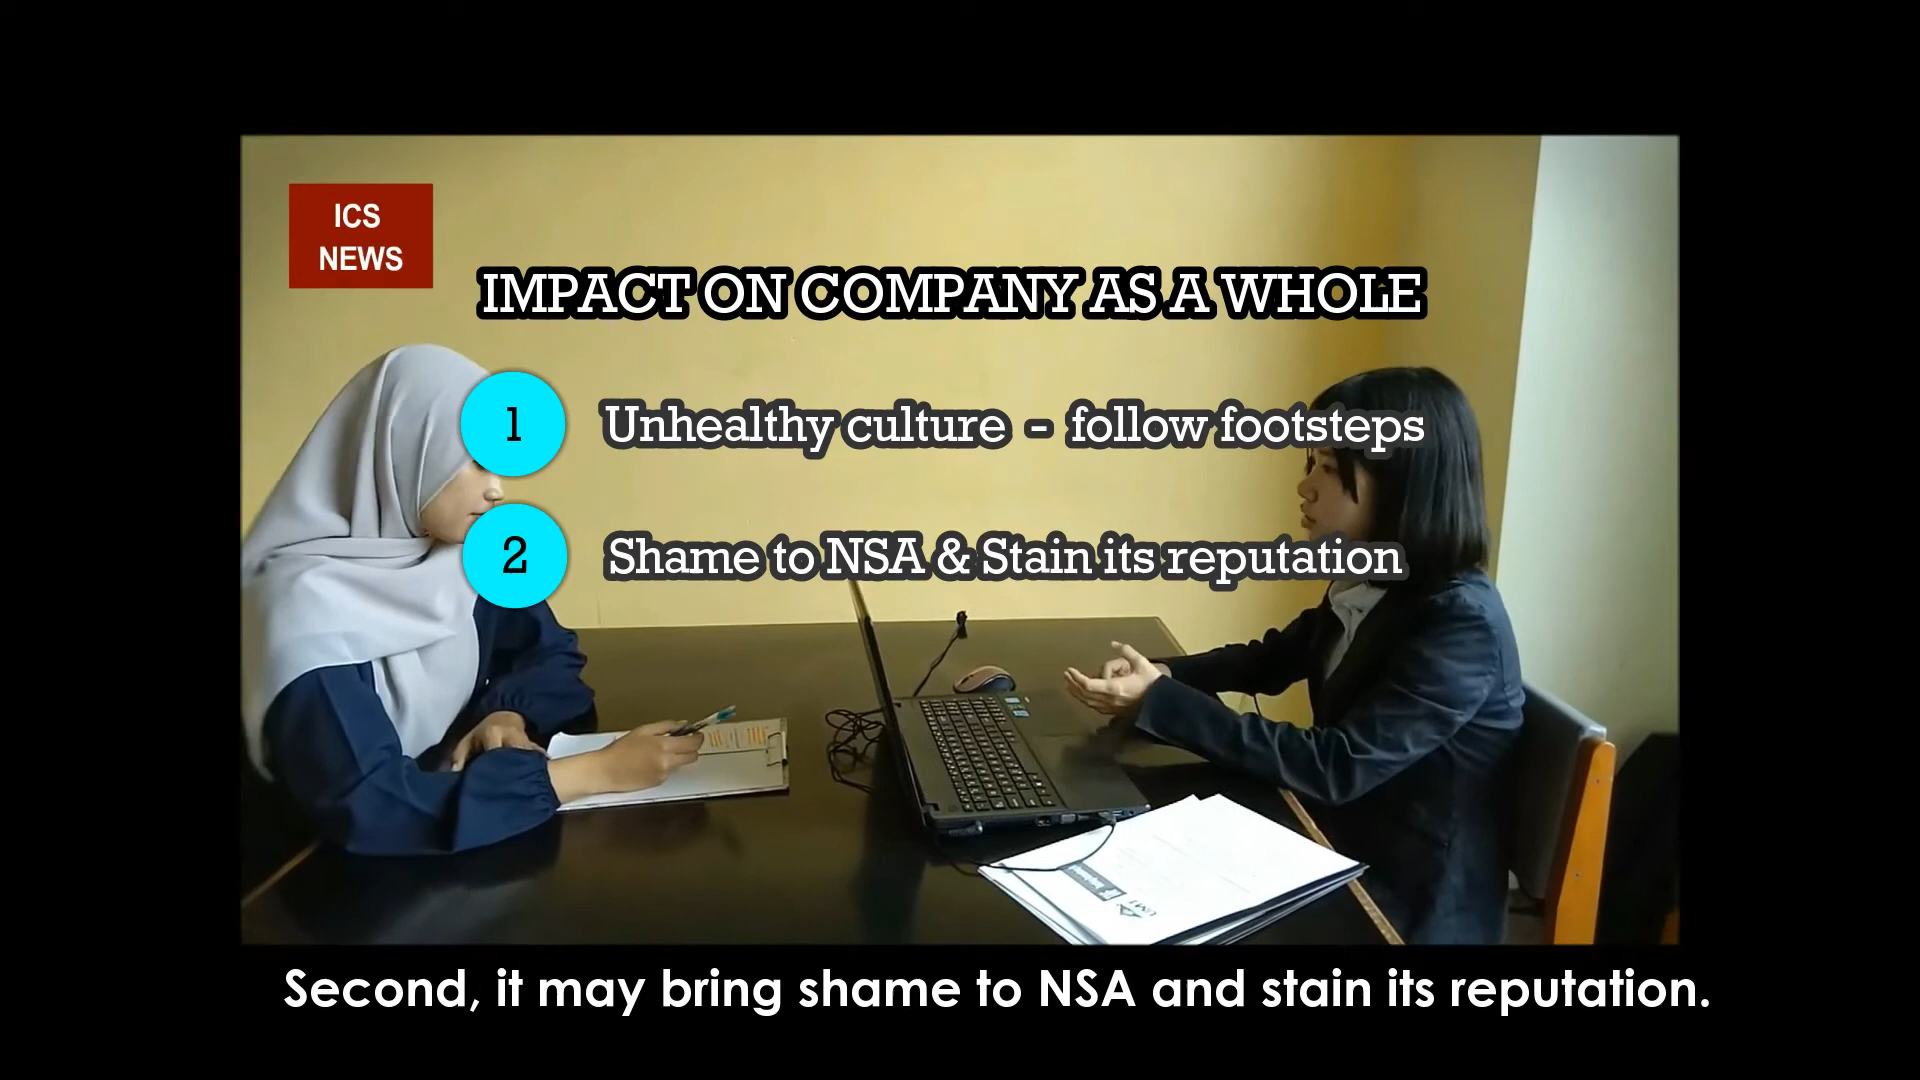 ICS
NEWS
IMPACT ON COMPANY AS A WHOLE
1 Unhealthy culture - follow footsteps
2 Shame to NSA & Stain its reputation
UMT
Second, it may bring shame to NSA and stain its reputation.